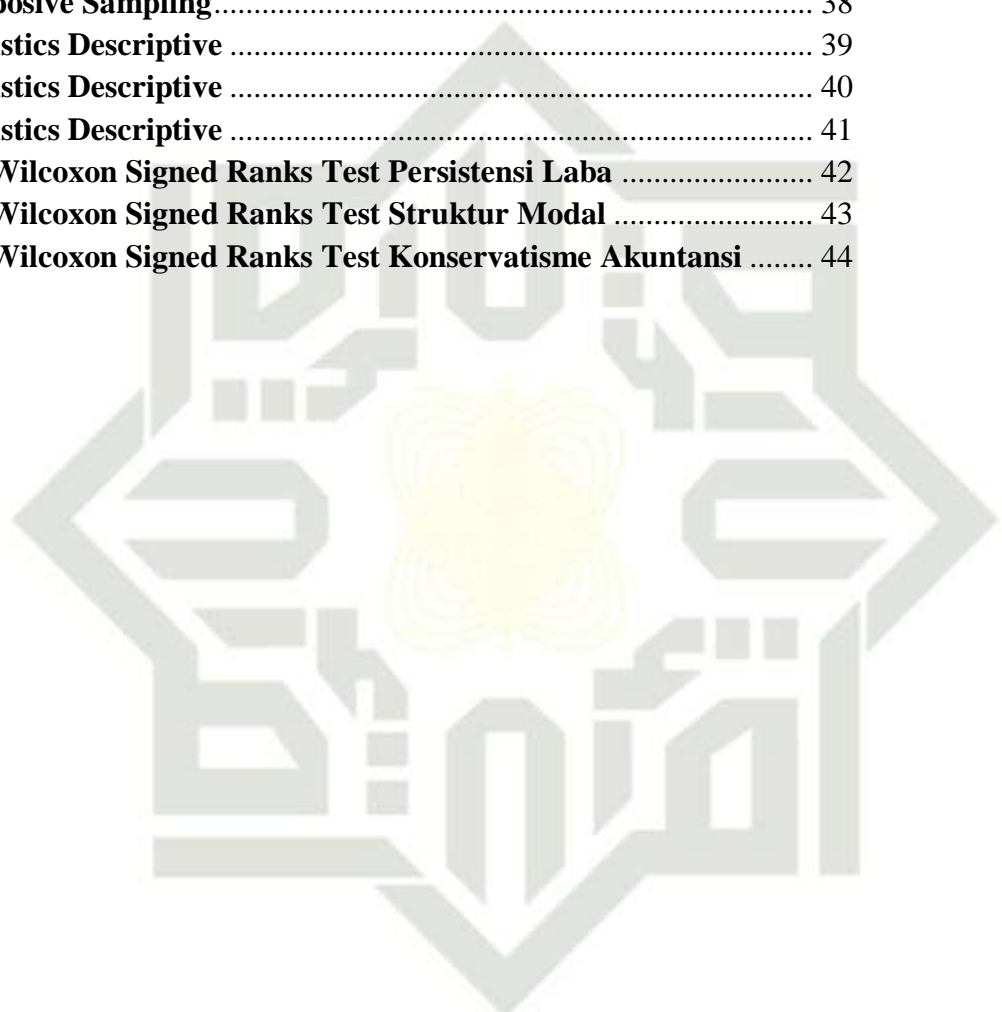 posive Sampling........................................................................... 38
stics Descriptive ......................................................................... 39
stics Descriptive ......................................................................... 40
stics Descriptive ......................................................................... 41
Wilcoxon Signed Ranks Test Persistensi Laba ........................ 42
Wilcoxon Signed Ranks Test Struktur Modal ......................... 43
Wilcoxon Signed Ranks Test Konservatisme Akuntansi ........ 44